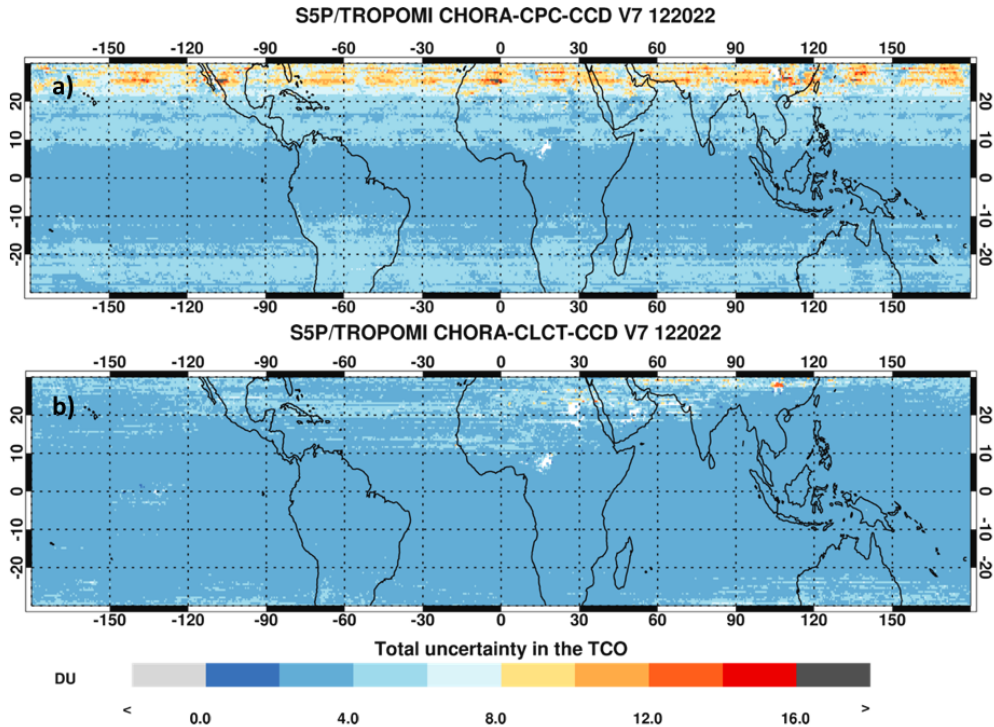 S5P/TROPOMI CHORA-CPC-CCD V7 122022
-150 -120 -90 -60 -30 0 30 60 90 120 150
a)
20 20
10 10
0 0
-10 -10
-20 -20
-150 -120 -90 -60 -30 0 30 60 90 120 150
S5P/TROPOMI CHORA-CLCT-CCD V7 122022
-150 -120 -90 -60 -30 0 30 60 90 120 150
b)
20 20
10 10
0 0
-10 -10
-20 -20
-150 -120 -90 -60 -30 0 30 60 90 120 150
Total uncertainty in the TCO
DU
< 0.0 4.0 8.0 12.0 16.0 >